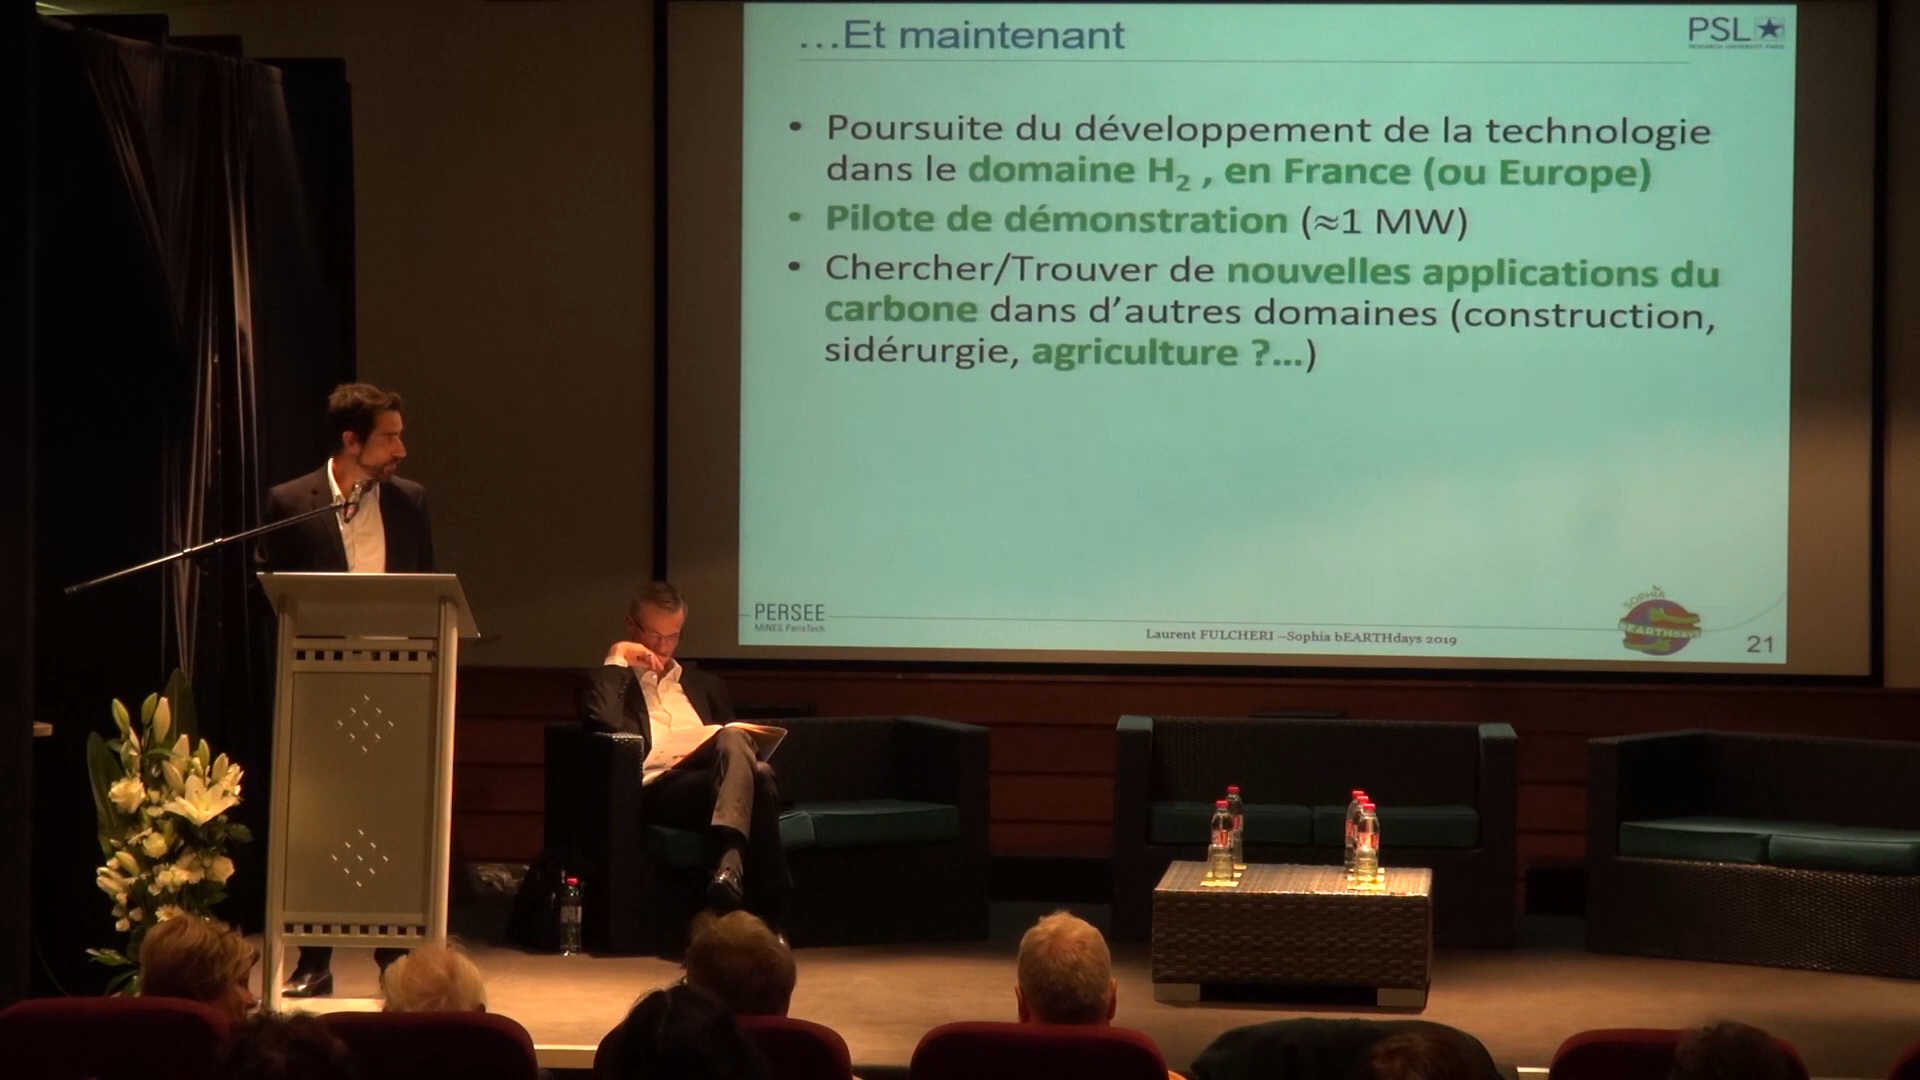 …Et maintenant
PSL
RESEARCH UNIVERSITY PARIS
• Poursuite du développement de la technologie
dans le domaine H₂ , en France (ou Europe)
• Pilote de démonstration (≈1 MW)
• Chercher/Trouver de nouvelles applications du
carbone dans d’autres domaines (construction,
sidérurgie, agriculture ?...)
PERSEE
MINES ParisTech
Laurent FULCHERI –Sophia bEARTHdays 2019
SOPHIA
bEARTHdays
21